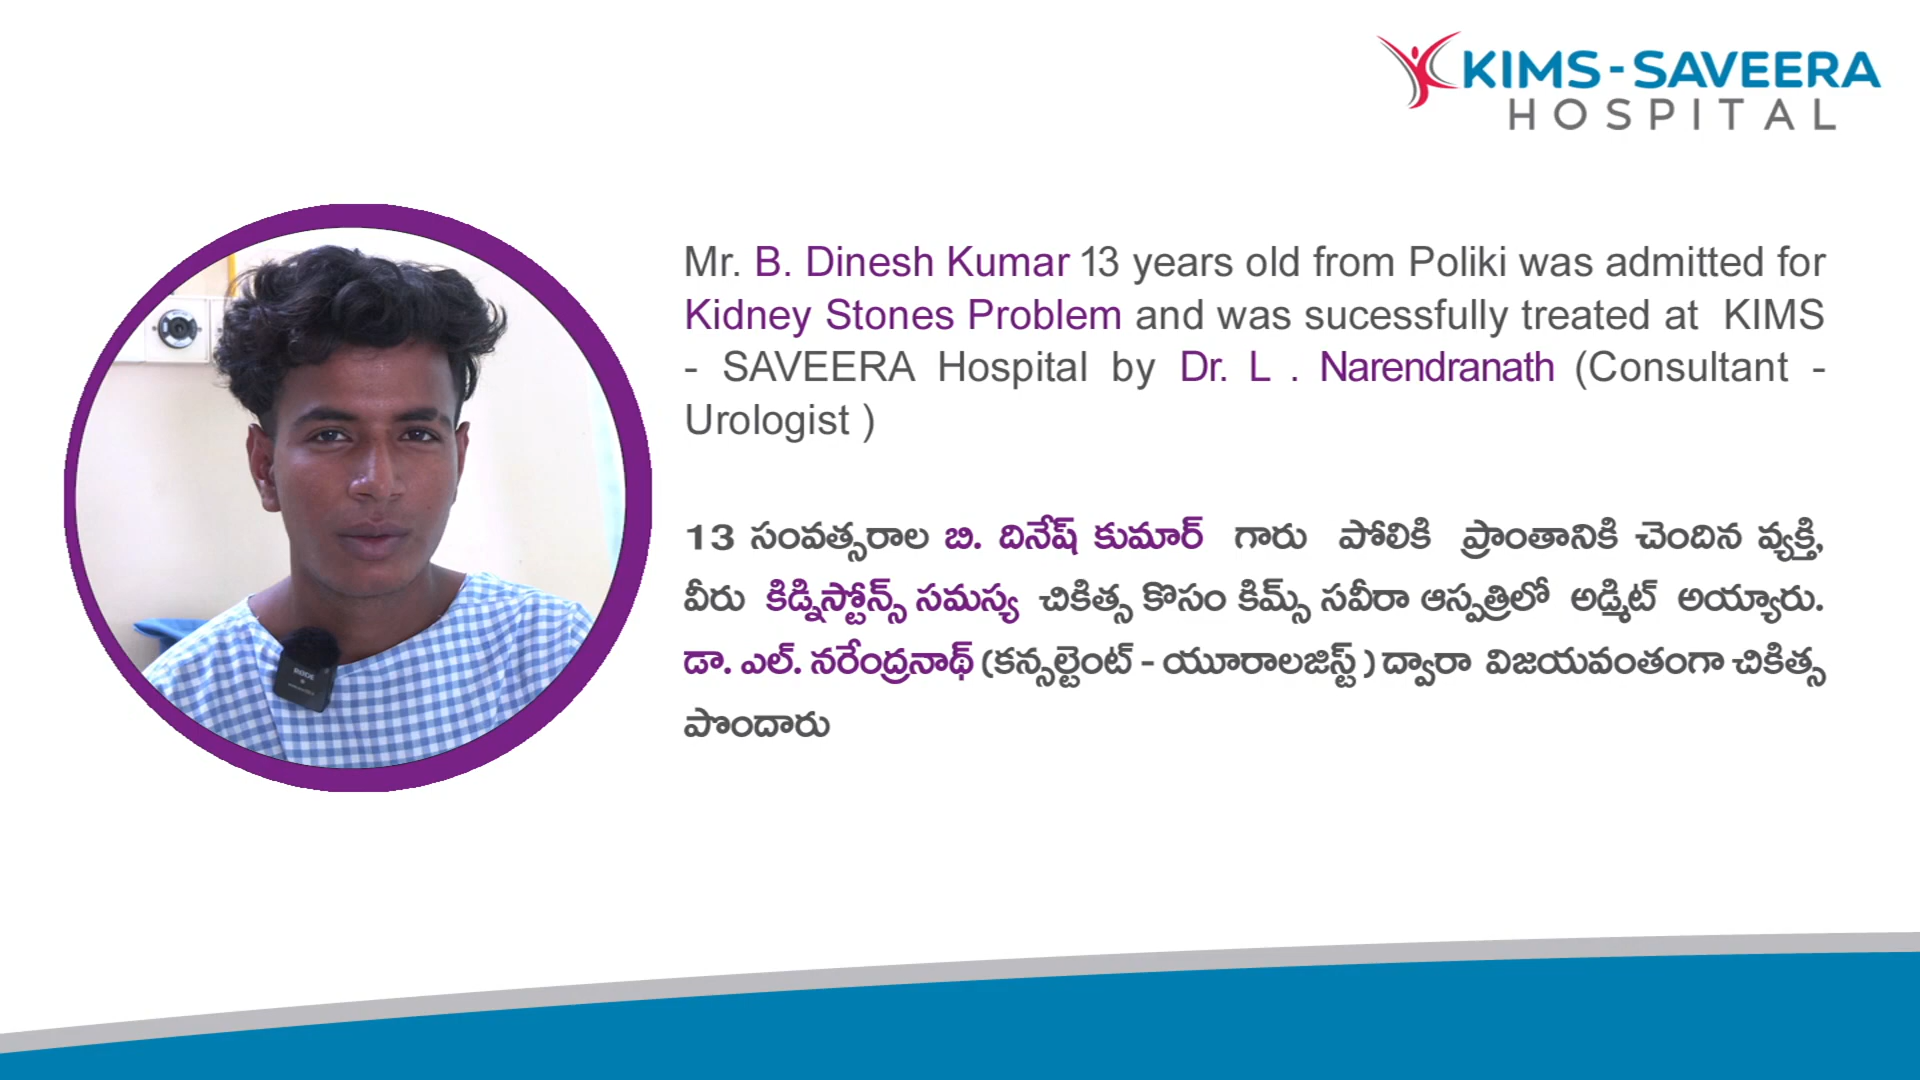 KIMS - SAVEERA
HOSPITAL
Mr. B. Dinesh Kumar 13 years old from Poliki was admitted for
Kidney Stones Problem and was sucessfully treated at KIMS
- SAVEERA Hospital by Dr. L . Narendranath (Consultant -
Urologist )
13 సంవత్సరాల బి. దినేష్ కుమార్ గారు పోలికి ప్రాంతానికి చెందిన వ్యక్తి,
వీరు కిడ్నిస్టోన్స్ సమస్య చికిత్స కొసం కిమ్స్ సవీరా ఆస్పత్రిలో అడ్మిట్ అయ్యారు.
డా. ఎల్. నరేంద్రనాథ్ (కన్సల్టెంట్ - యూరాలజిస్ట్ ) ద్వారా విజయవంతంగా చికిత్స
పొందారు